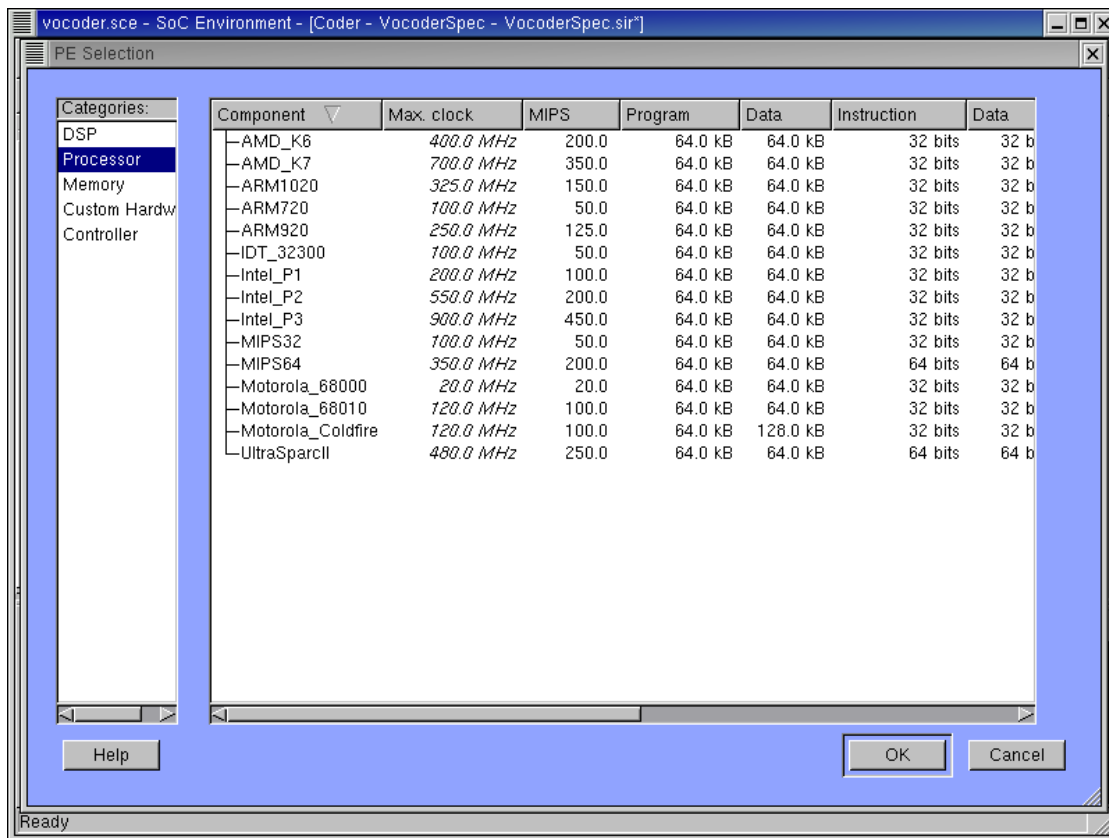 vocoder.sce - SoC Environment - [Coder - VocoderSpec - VocoderSpec.sir*]
PE Selection
Categories:
DSP
Processor
Memory
Custom Hardw
Controller
Component Max. clock MIPS Program Data Instruction Data
AMD_K6 400.0 MHz 200.0 64.0 kB 64.0 kB 32 bits 32 b
AMD_K7 700.0 MHz 350.0 64.0 kB 64.0 kB 32 bits 32 b
ARM1020 325.0 MHz 150.0 64.0 kB 64.0 kB 32 bits 32 b
ARM720 100.0 MHz 50.0 64.0 kB 64.0 kB 32 bits 32 b
ARM920 250.0 MHz 125.0 64.0 kB 64.0 kB 32 bits 32 b
IDT_32300 100.0 MHz 50.0 64.0 kB 64.0 kB 32 bits 32 b
Intel_P1 200.0 MHz 100.0 64.0 kB 64.0 kB 32 bits 32 b
Intel_P2 550.0 MHz 200.0 64.0 kB 64.0 kB 32 bits 32 b
Intel_P3 900.0 MHz 450.0 64.0 kB 64.0 kB 32 bits 32 b
MIPS32 100.0 MHz 50.0 64.0 kB 64.0 kB 32 bits 32 b
MIPS64 350.0 MHz 200.0 64.0 kB 64.0 kB 64 bits 64 b
Motorola_68000 20.0 MHz 20.0 64.0 kB 64.0 kB 32 bits 32 b
Motorola_68010 120.0 MHz 100.0 64.0 kB 64.0 kB 32 bits 32 b
Motorola_Coldfire 120.0 MHz 100.0 64.0 kB 128.0 kB 32 bits 32 b
UltraSparcII 480.0 MHz 250.0 64.0 kB 64.0 kB 64 bits 64 b
Help OK Cancel
Ready